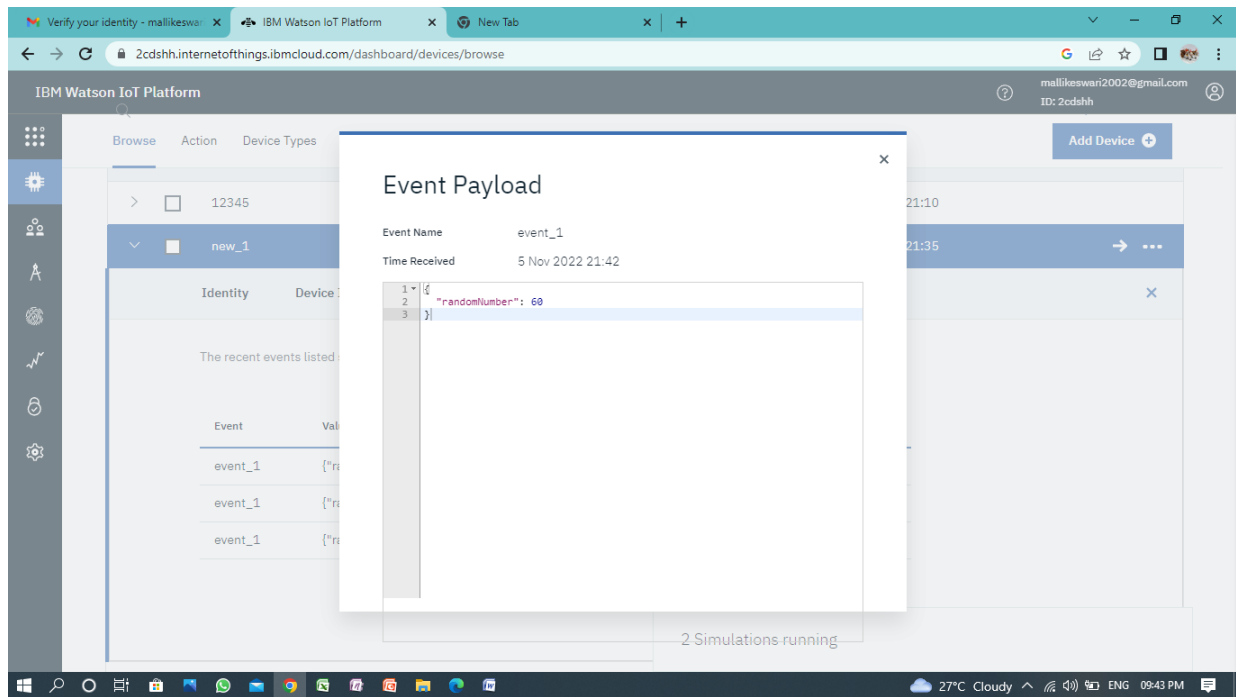 Verify your identity - mallikeswar
IBM Watson IoT Platform
New Tab
2cdshh.internetofthings.ibmcloud.com/dashboard/devices/browse
IBM Watson IoT Platform
mallikeswari2002@gmail.com
ID: 2cdshh
Browse Action Device Types
Add Device
Event Payload
12345 21:10
Event Name event_1
new_1 21:35
Time Received 5 Nov 2022 21:42
1 {
2 "randomNumber": 60
3 }
Identity Device
The recent events listed
Event Val
event_1 {"ra
event_1 {"ra
event_1 {"ra
2 Simulations running
27°C Cloudy ENG 09:43 PM